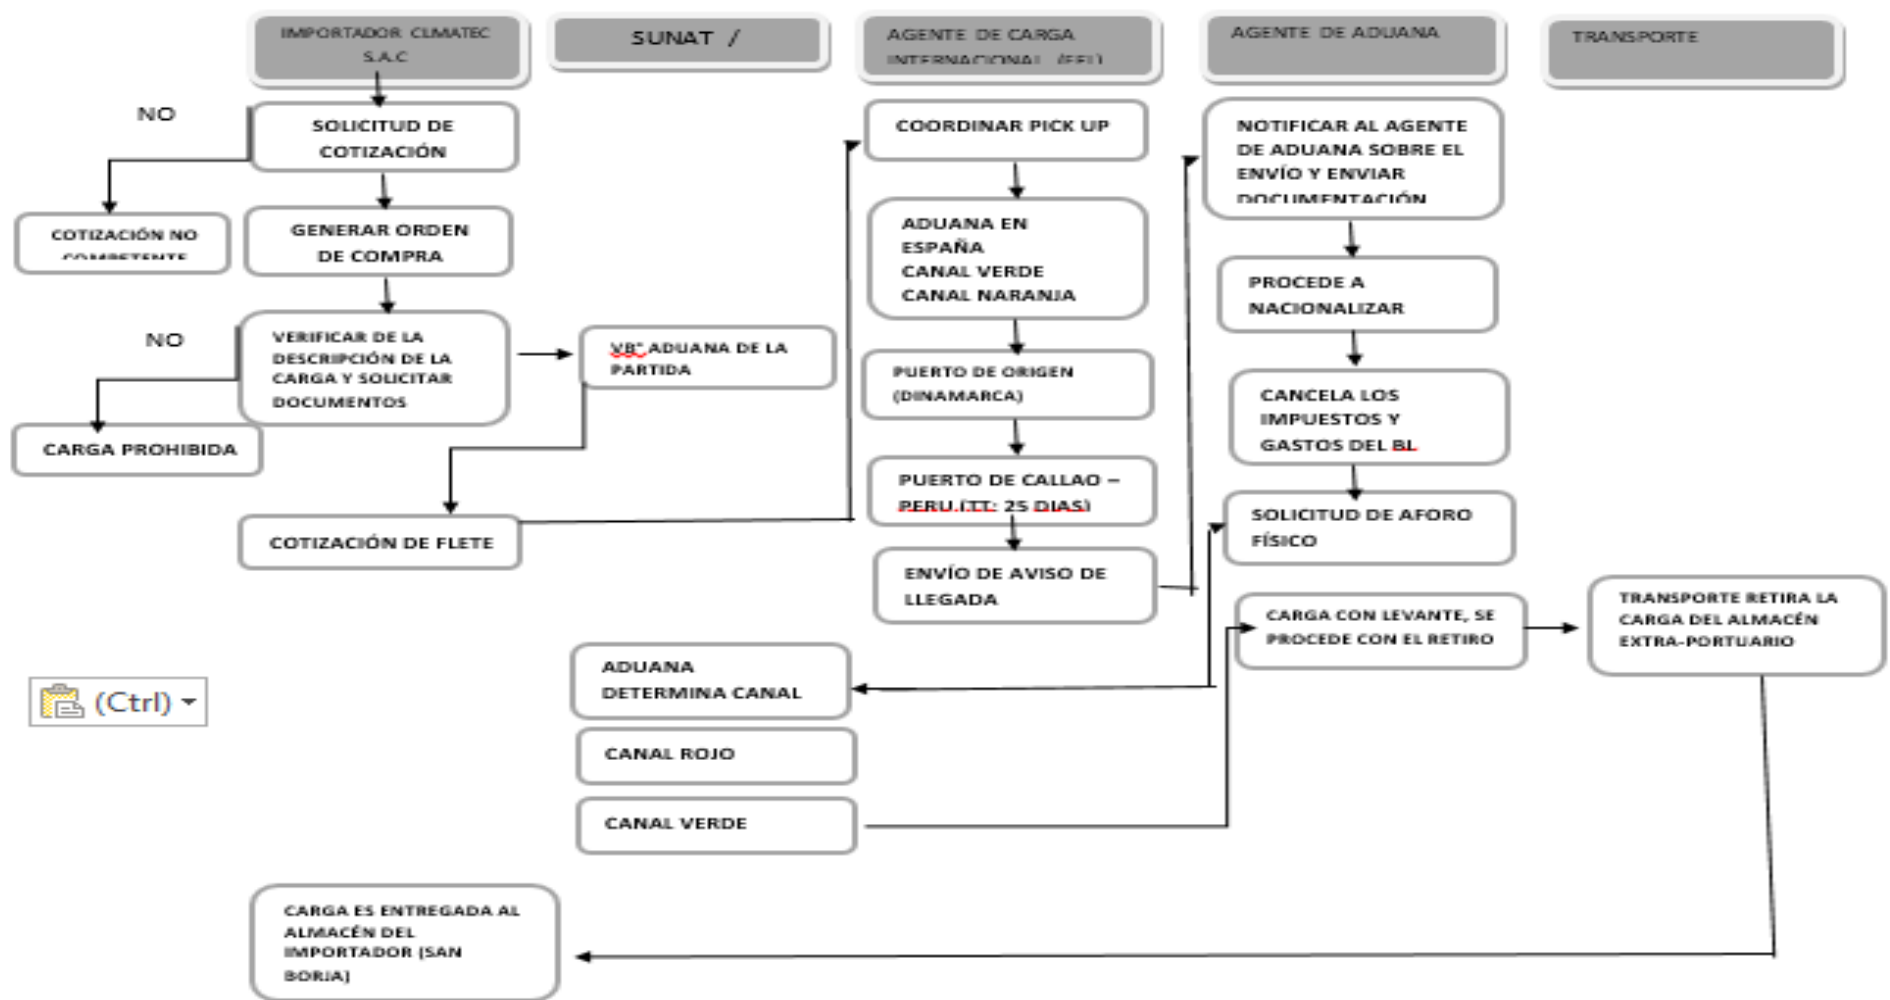 IMPORTADOR CLIMATEC
S.A.C
SUNAT /
AGENTE DE CARGA
INTERNACIONAL (FFI)
AGENTE DE ADUANA
TRANSPORTE
NO
SOLICITUD DE
COTIZACIÓN
COTIZACIÓN NO
COMPETENTE
GENERAR ORDEN
DE COMPRA
NO
VERIFICAR DE LA
DESCRIPCIÓN DE LA
CARGA Y SOLICITAR
DOCUMENTOS
CARGA PROHIBIDA
VB° ADUANA DE LA
PARTIDA
COTIZACIÓN DE FLETE
COORDINAR PICK UP
ADUANA EN
ESPAÑA
CANAL VERDE
CANAL NARANJA
PUERTO DE ORIGEN
(DINAMARCA)
PUERTO DE CALLAO –
PERU (TT: 25 DIAS)
ENVÍO DE AVISO DE
LLEGADA
NOTIFICAR AL AGENTE
DE ADUANA SOBRE EL
ENVÍO Y ENVIAR
DOCUMENTACIÓN
PROCEDE A
NACIONALIZAR
CANCELA LOS
IMPUESTOS Y
GASTOS DEL BL
SOLICITUD DE AFORO
FÍSICO
ADUANA
DETERMINA CANAL
CANAL ROJO
CANAL VERDE
CARGA CON LEVANTE, SE
PROCEDE CON EL RETIRO
TRANSPORTE RETIRA LA
CARGA DEL ALMACÉN
EXTRA-PORTUARIO
(Ctrl)
CARGA ES ENTREGADA AL
ALMACÉN DEL
IMPORTADOR (SAN
BORJA)